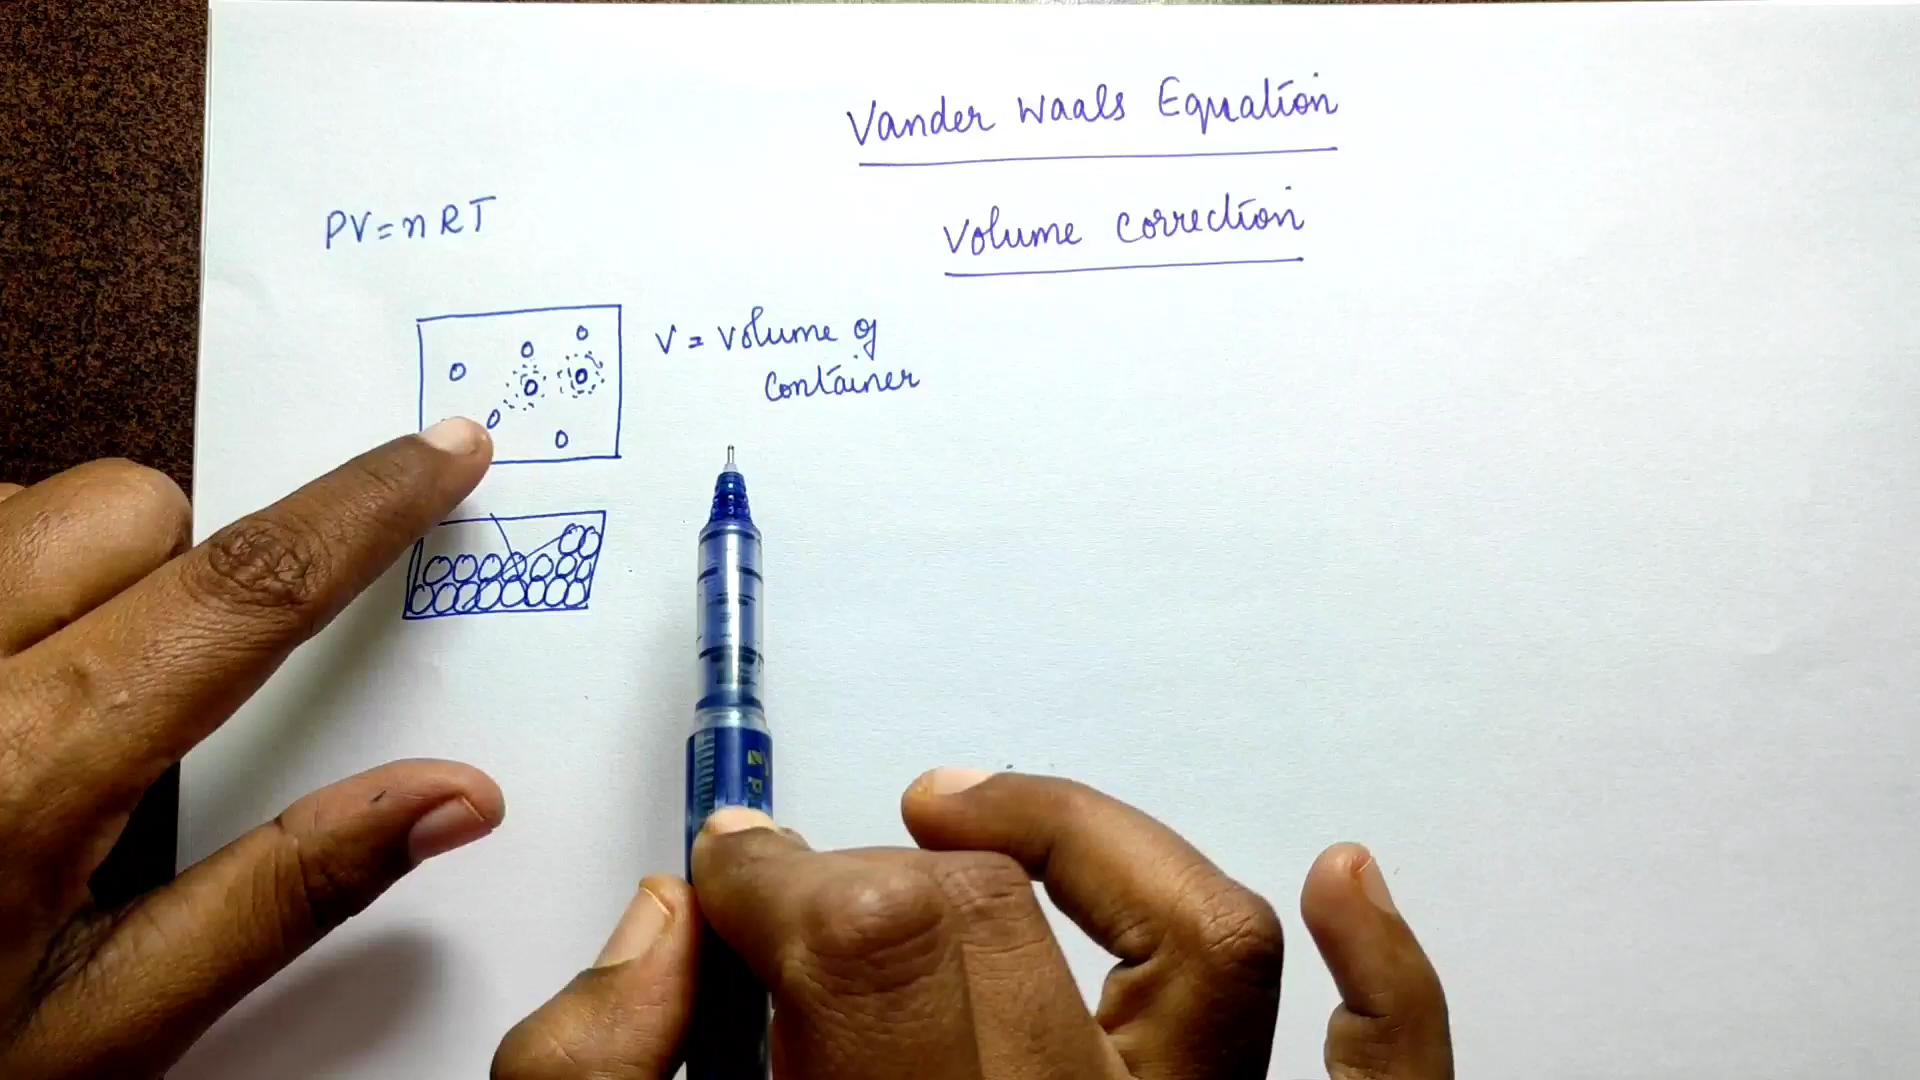 Vander Waals Equation
Volume correction
PV = nRT
V = Volume of
Container